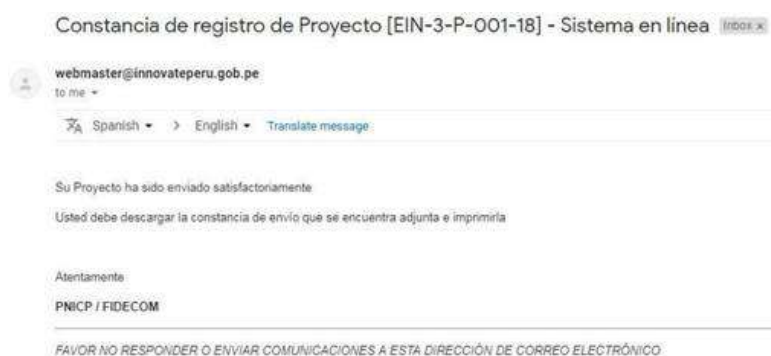 Constancia de registro de Proyecto [EIN-3-P-001-18] - Sistema en línea Inbox x
webmaster@innovateperu.gob.pe
to me
Spanish > English Translate message
Su Proyecto ha sido enviado satisfactoriamente
Usted debe descargar la constancia de envío que se encuentra adjunta e imprimirla
Atentamente
PNICP / FIDECOM
FAVOR NO RESPONDER O ENVIAR COMUNICACIONES A ESTA DIRECCIÓN DE CORREO ELECTRÓNICO